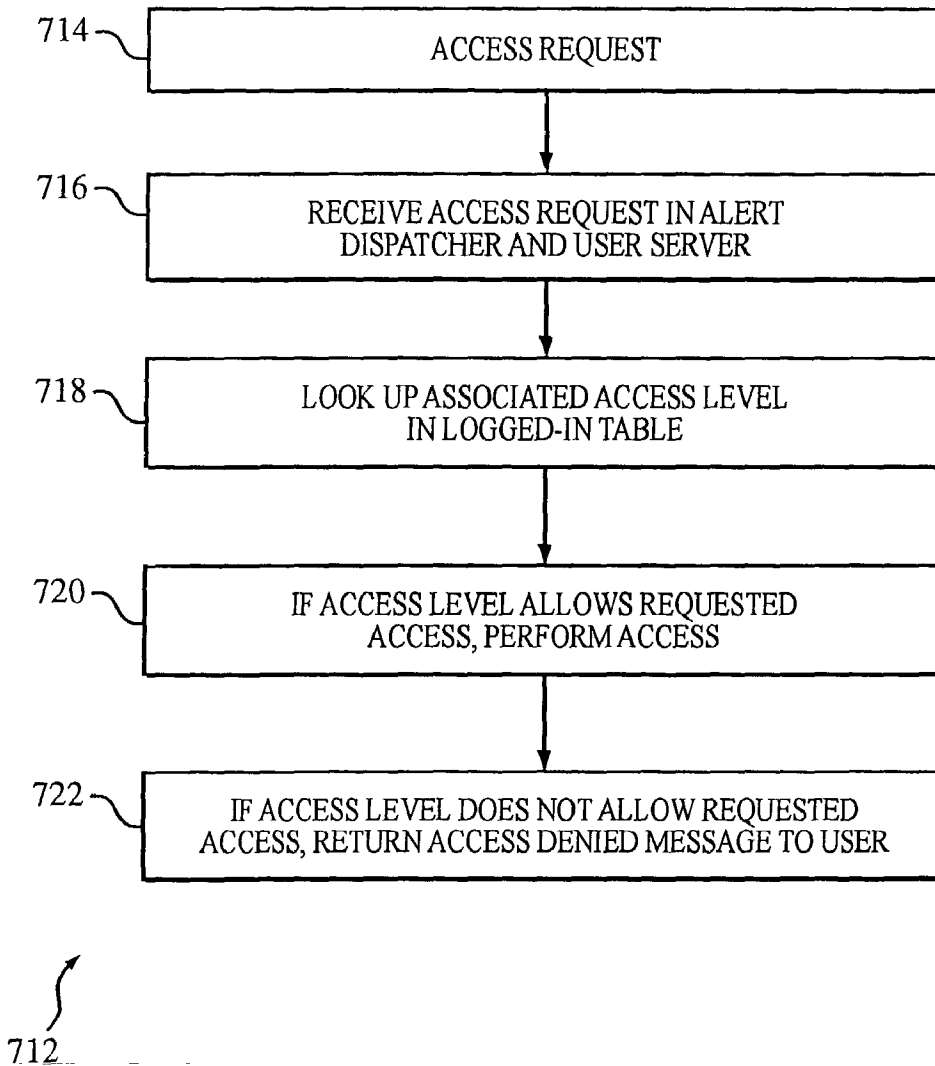 714
ACCESS REQUEST
716
RECEIVE ACCESS REQUEST IN ALERT
DISPATCHER AND USER SERVER
718
LOOK UP ASSOCIATED ACCESS LEVEL
IN LOGGED-IN TABLE
720
IF ACCESS LEVEL ALLOWS REQUESTED
ACCESS, PERFORM ACCESS
722
IF ACCESS LEVEL DOES NOT ALLOW REQUESTED
ACCESS, RETURN ACCESS DENIED MESSAGE TO USER
712